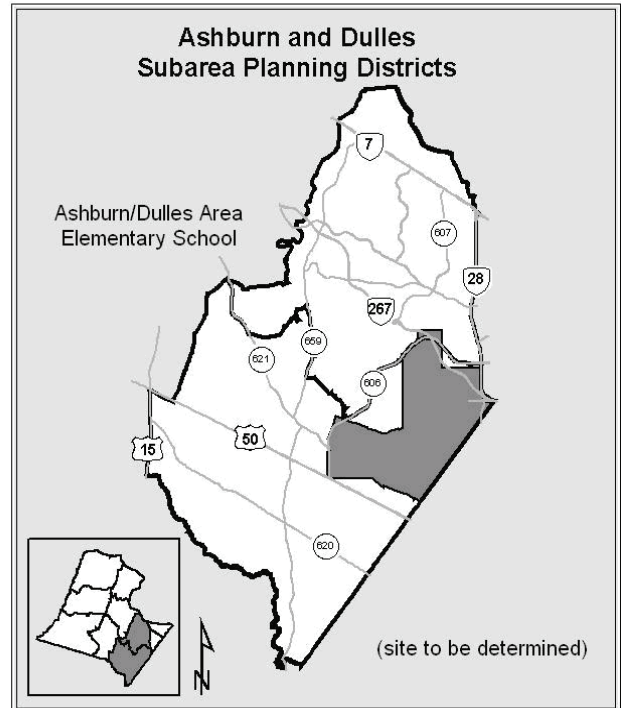 Ashburn and Dulles
Subarea Planning Districts
7
Ashburn/Dulles Area
Elementary School
607
28
267
659
621
606
15
50
620
(site to be determined)
N